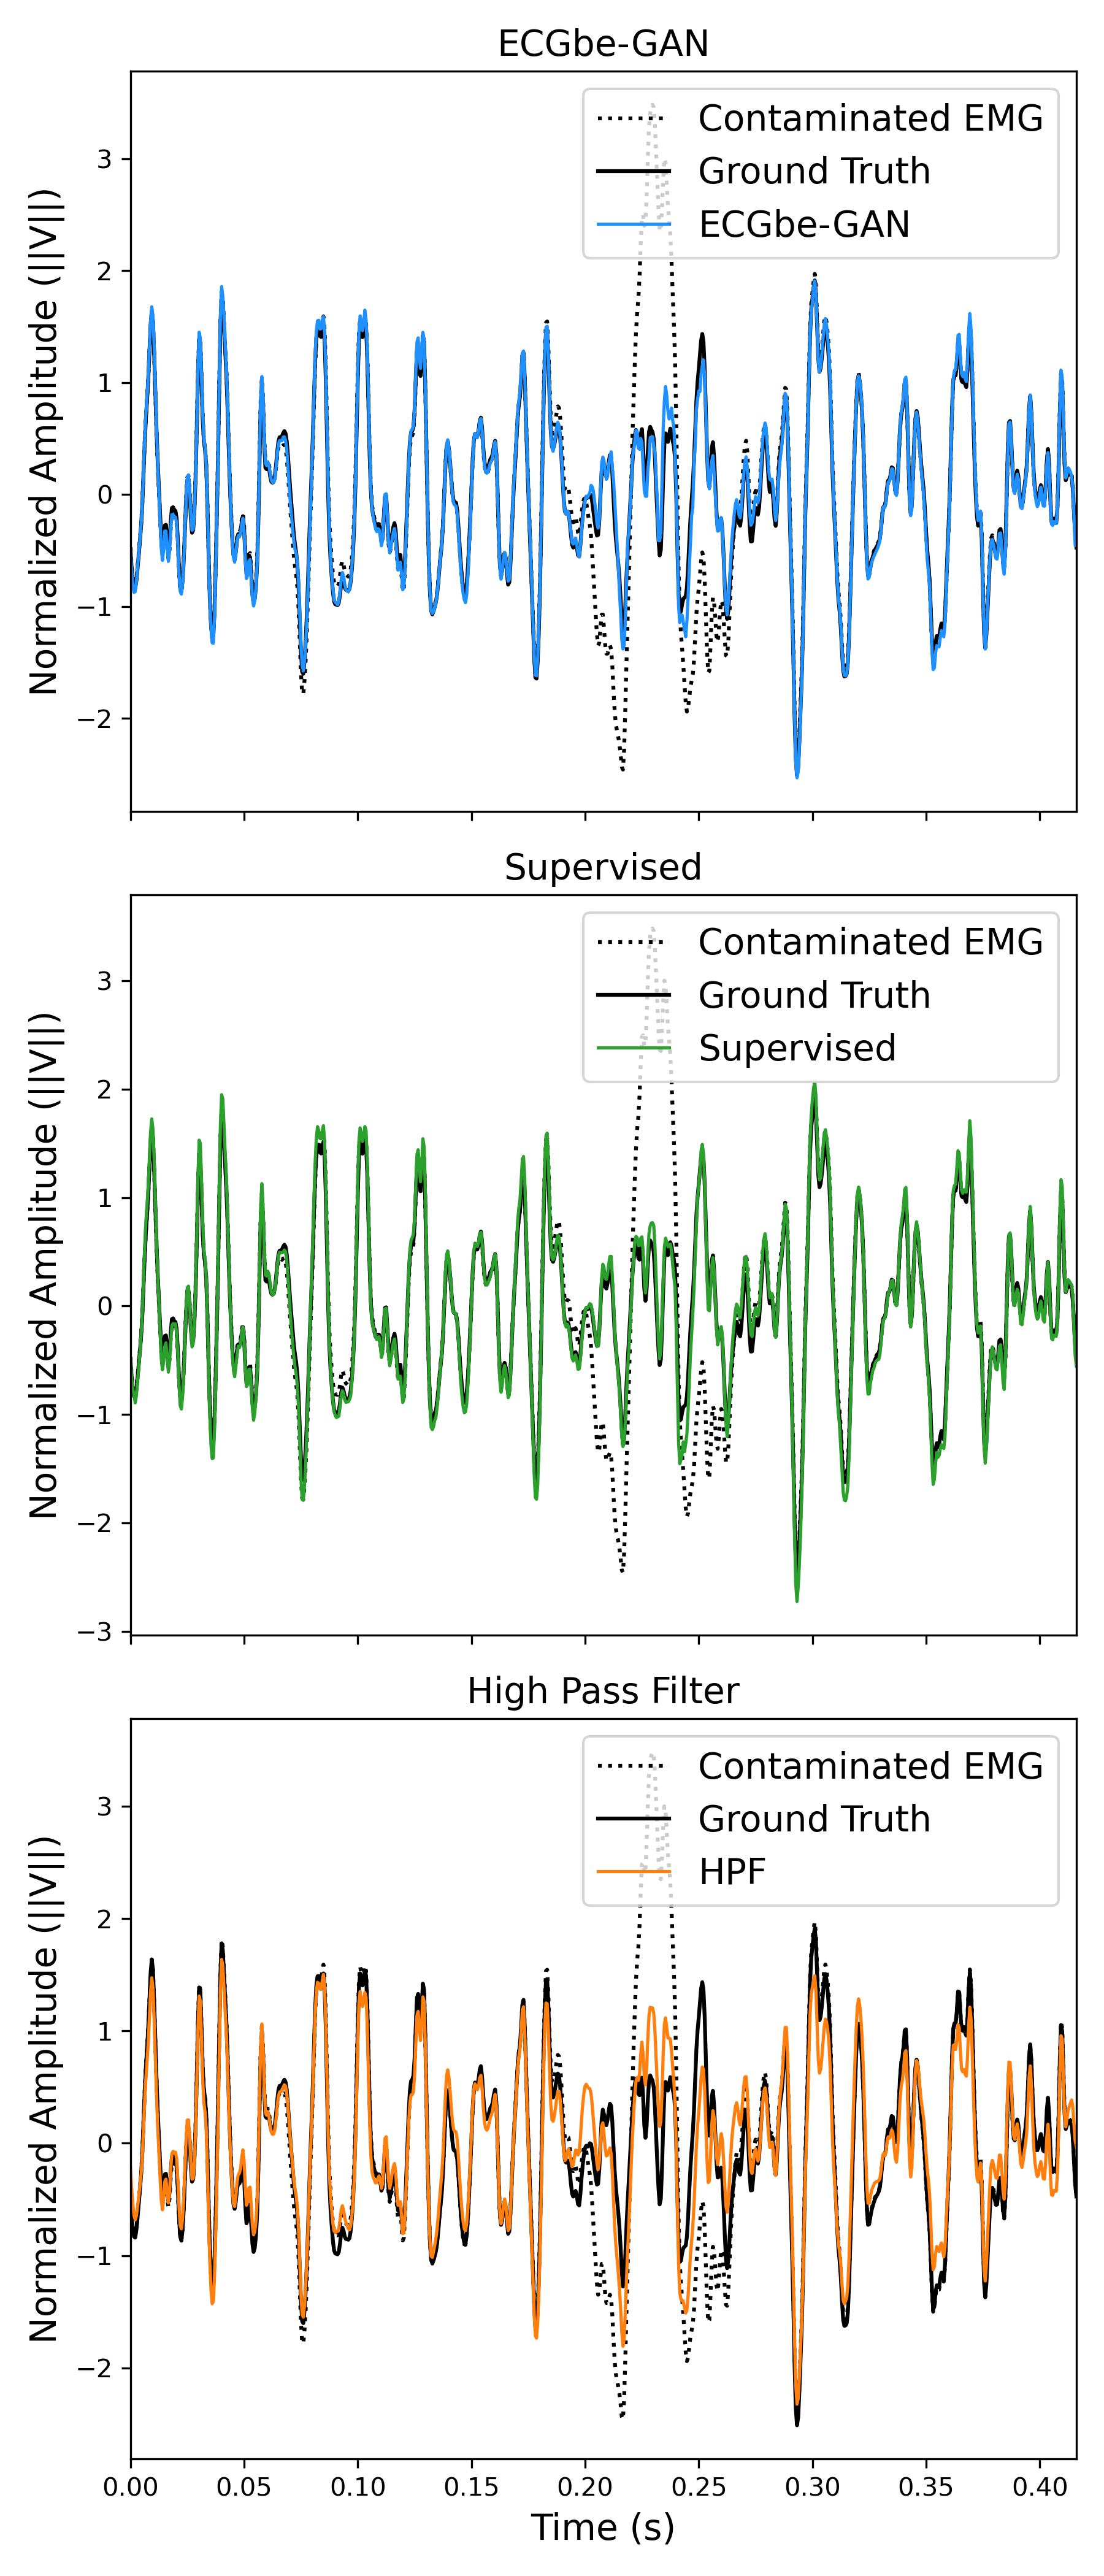 ECGbe-GAN
Contaminated EMG
Ground Truth
ECGbe-GAN
Normalized Amplitude (||V||)
3
2
1
0
−1
−2
Supervised
Contaminated EMG
Ground Truth
Supervised
Normalized Amplitude (||V||)
3
2
1
0
−1
−2
−3
High Pass Filter
Contaminated EMG
Ground Truth
HPF
Normalized Amplitude (||V||)
3
2
1
0
−1
−2
0.00 0.05 0.10 0.15 0.20 0.25 0.30 0.35 0.40
Time (s)